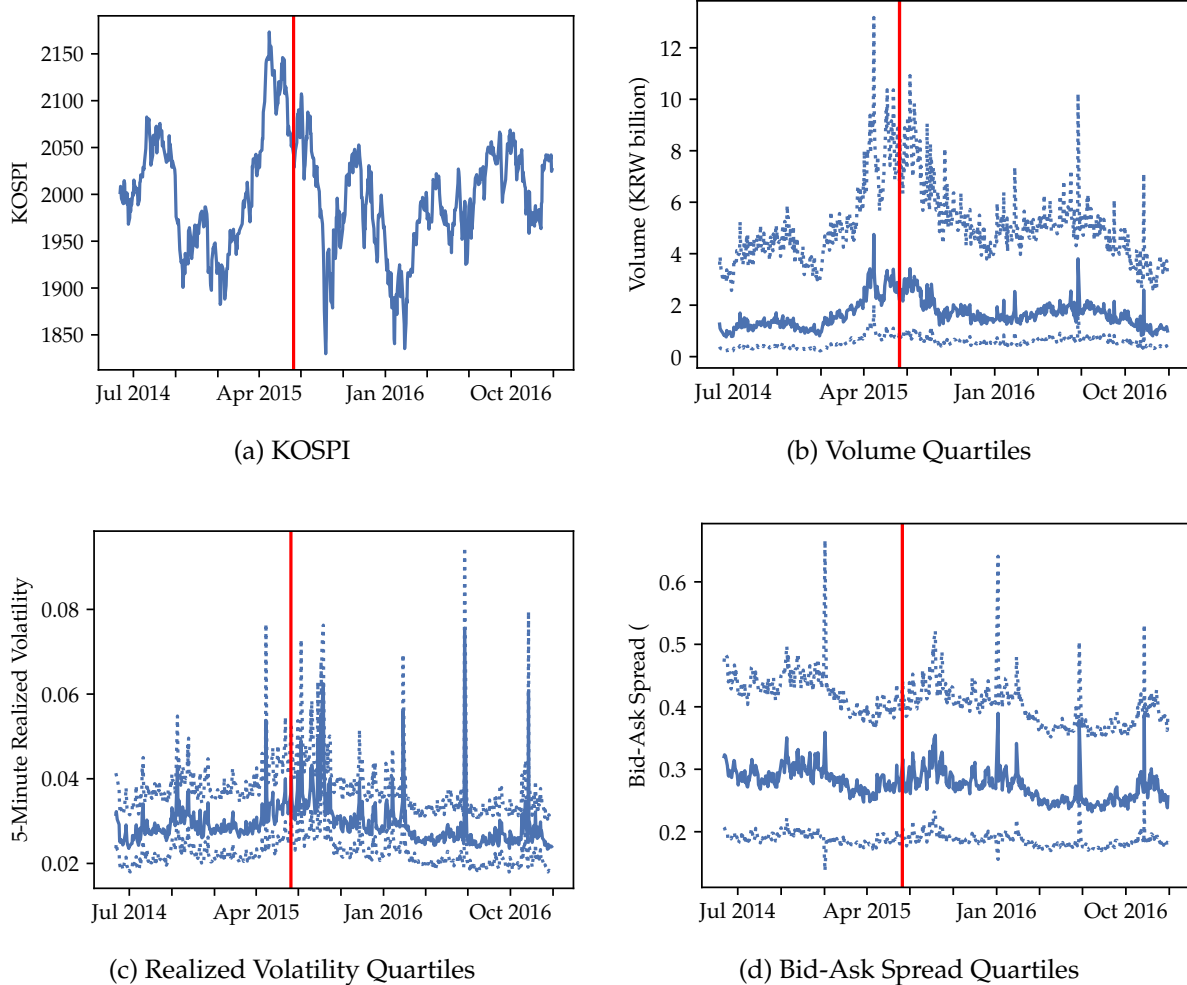 2150
2100
2050
2000
1950
1900
1850
KOSPI
Jul 2014 Apr 2015 Jan 2016 Oct 2016
(a) KOSPI
12
10
8
6
4
2
0
Volume (KRW billion)
Jul 2014 Apr 2015 Jan 2016 Oct 2016
(b) Volume Quartiles
0.08
0.06
0.04
0.02
5-Minute Realized Volatility
Jul 2014 Apr 2015 Jan 2016 Oct 2016
(c) Realized Volatility Quartiles
0.6
0.5
0.4
0.3
0.2
Bid-Ask Spread (
Jul 2014 Apr 2015 Jan 2016 Oct 2016
(d) Bid-Ask Spread Quartiles